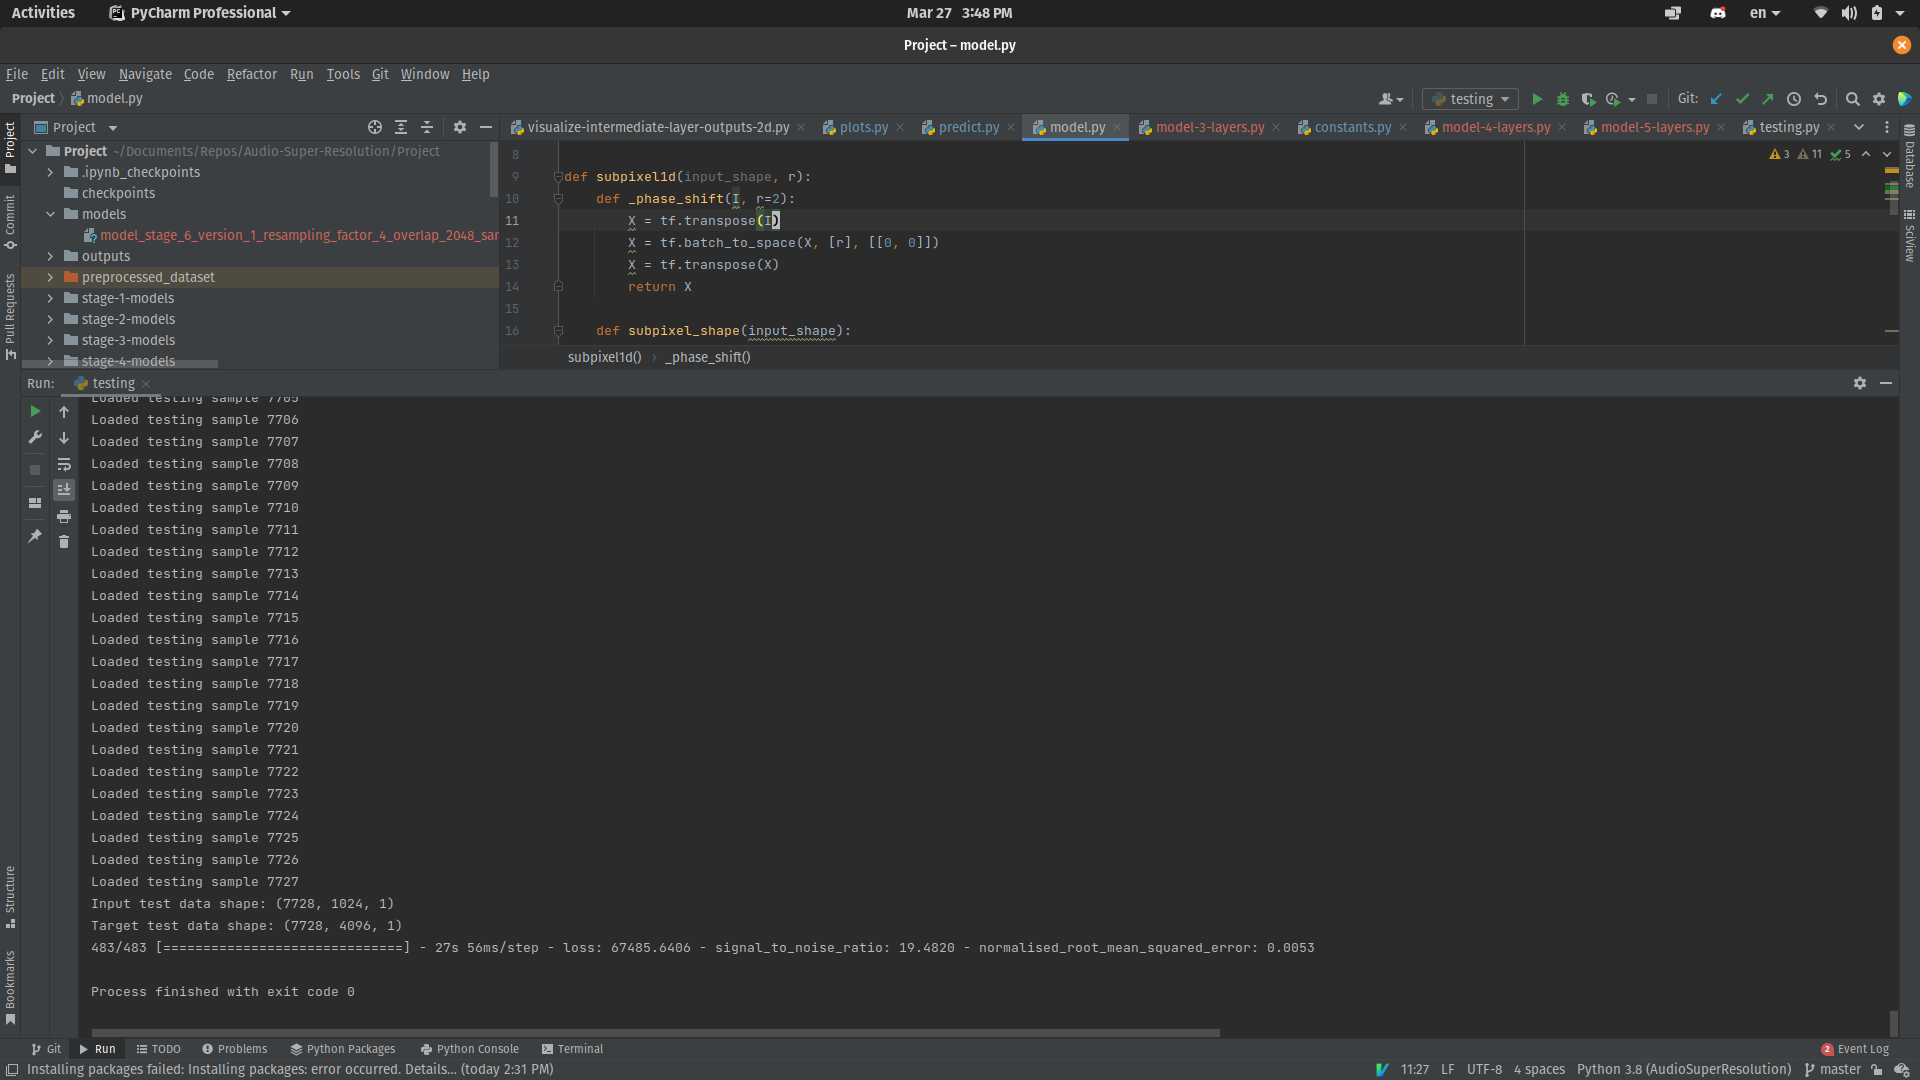 Activities PyCharm Professional Mar 27 3:48 PM en
Project – model.py
File Edit View Navigate Code Refactor Run Tools Git Window Help
Project model.py testing Git:
Project
visualize-intermediate-layer-outputs-2d.py plots.py predict.py model.py model-3-layers.py constants.py model-4-layers.py model-5-layers.py testing.py
Project ~/Documents/Repos/Audio-Super-Resolution/Project
.ipynb_checkpoints
checkpoints
models
model_stage_6_version_1_resampling_factor_4_overlap_2048_sar
outputs
preprocessed_dataset
stage-1-models
stage-2-models
stage-3-models
stage-4-models
3 11 5
8
9 def subpixel1d(input_shape, r):
10 def _phase_shift(I, r=2):
11 X = tf.transpose(I)
12 X = tf.batch_to_space(X, [r], [[0, 0]])
13 X = tf.transpose(X)
14 return X
15
16 def subpixel_shape(input_shape):
subpixel1d() › _phase_shift()
Project
Commit
Pull Requests
Structure
Bookmarks
Database
SciView
Run: testing
Loaded testing sample 7705
Loaded testing sample 7706
Loaded testing sample 7707
Loaded testing sample 7708
Loaded testing sample 7709
Loaded testing sample 7710
Loaded testing sample 7711
Loaded testing sample 7712
Loaded testing sample 7713
Loaded testing sample 7714
Loaded testing sample 7715
Loaded testing sample 7716
Loaded testing sample 7717
Loaded testing sample 7718
Loaded testing sample 7719
Loaded testing sample 7720
Loaded testing sample 7721
Loaded testing sample 7722
Loaded testing sample 7723
Loaded testing sample 7724
Loaded testing sample 7725
Loaded testing sample 7726
Loaded testing sample 7727
Input test data shape: (7728, 1024, 1)
Target test data shape: (7728, 4096, 1)
483/483 [==============================] - 27s 56ms/step - loss: 67485.6406 - signal_to_noise_ratio: 19.4820 - normalised_root_mean_squared_error: 0.0053
Process finished with exit code 0
Git Run TODO Problems Python Packages Python Console Terminal 2 Event Log
Installing packages failed: Installing packages: error occurred. Details... (today 2:31 PM) 11:27 LF UTF-8 4 spaces Python 3.8 (AudioSuperResolution) master